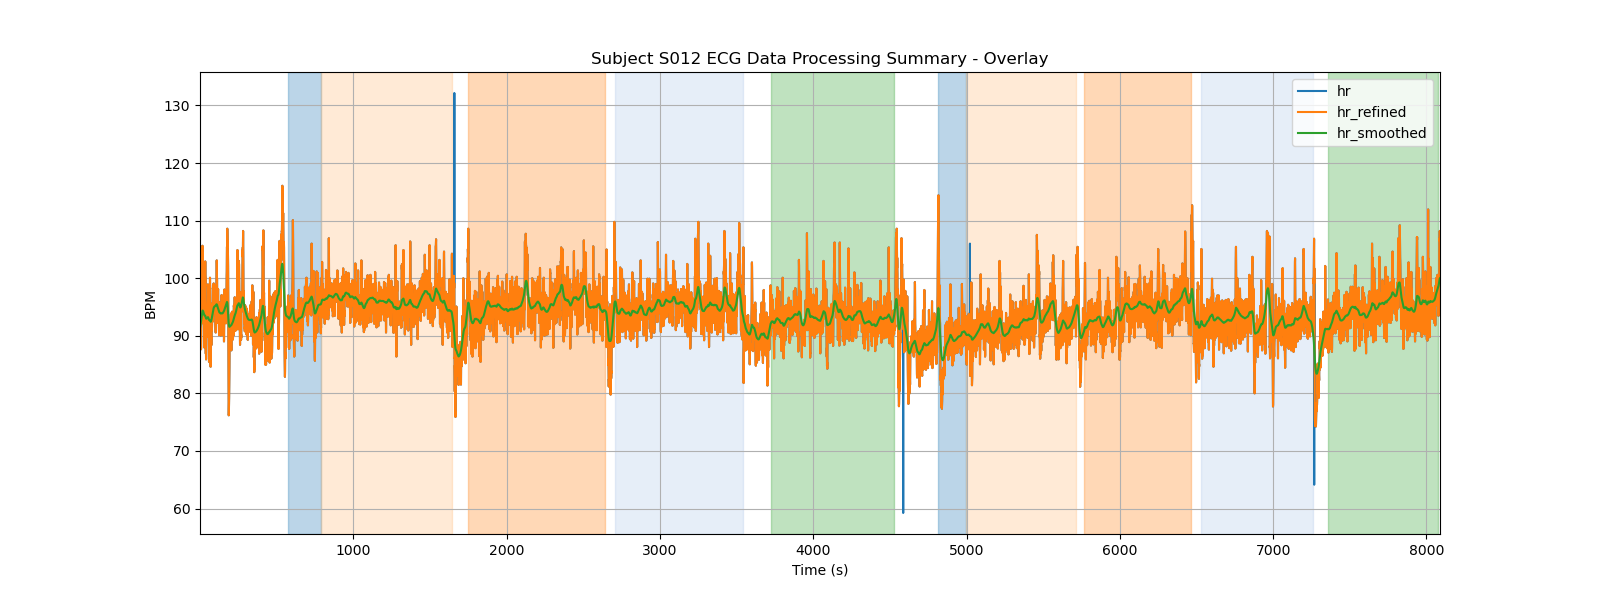 Subject S012 ECG Data Processing Summary - Overlay
hr
hr_refined
hr_smoothed
130
120
110
100
90
80
70
60
BPM
1000 2000 3000 4000 5000 6000 7000 8000
Time (s)